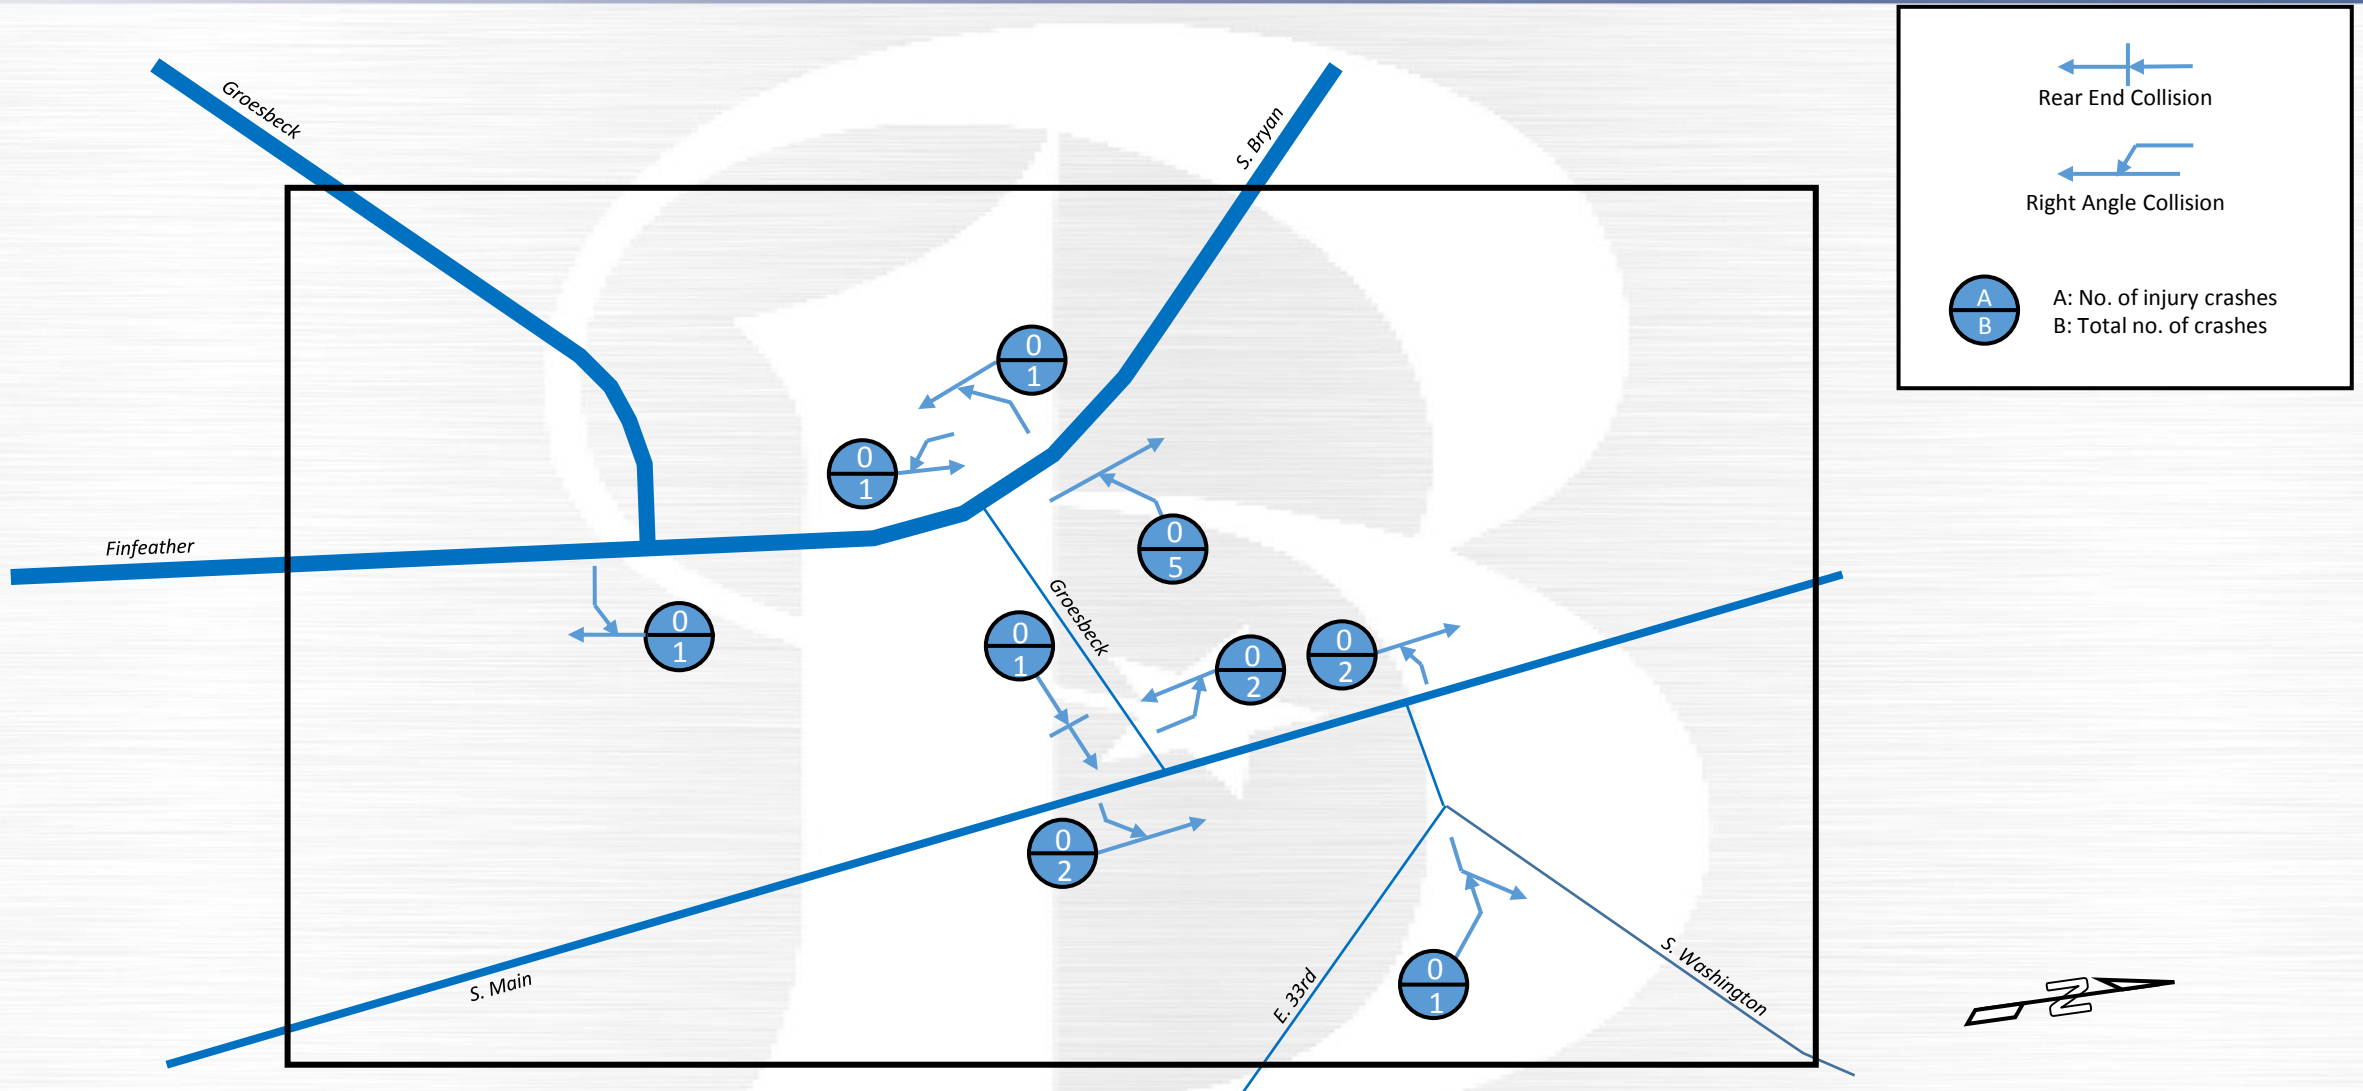 Groesbeck
S. Bryan
Rear End Collision
Right Angle Collision
A
B
A: No. of injury crashes
B: Total no. of crashes
0
1
0
1
0
5
Finfeather
0
1
Groesbeck
0
1
0
2
0
2
0
2
S. Main
E. 33rd
0
1
S. Washington
N